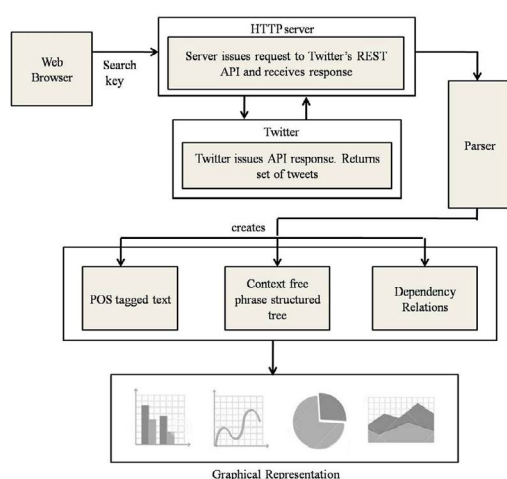 HTTP server
Web
Browser
Search
key
Server issues request to Twitter's REST
API and receives response
Twitter
Twitter issues API response. Returns
set of tweets
Parser
creates
POS tagged text
Context free
phrase structured
tree
Dependency
Relations
Graphical Representation